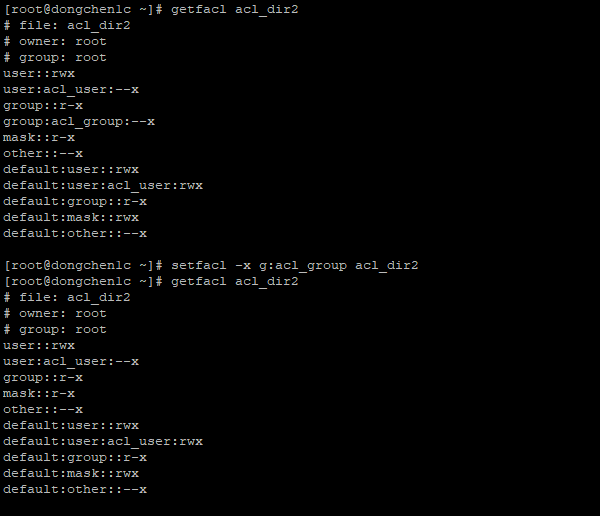 [root@dongchen1c ~]# getfacl acl_dir2
# file: acl_dir2
# owner: root
# group: root
user::rwx
user:acl_user:--x
group::r-x
group:acl_group:--x
mask::r-x
other::--x
default:user::rwx
default:user:acl_user:rwx
default:group::r-x
default:mask::rwx
default:other::--x
[root@dongchen1c ~]# setfacl -x g:acl_group acl_dir2
[root@dongchen1c ~]# getfacl acl_dir2
# file: acl_dir2
# owner: root
# group: root
user::rwx
user:acl_user:--x
group::r-x
mask::r-x
other::--x
default:user::rwx
default:user:acl_user:rwx
default:group::r-x
default:mask::rwx
default:other::--x